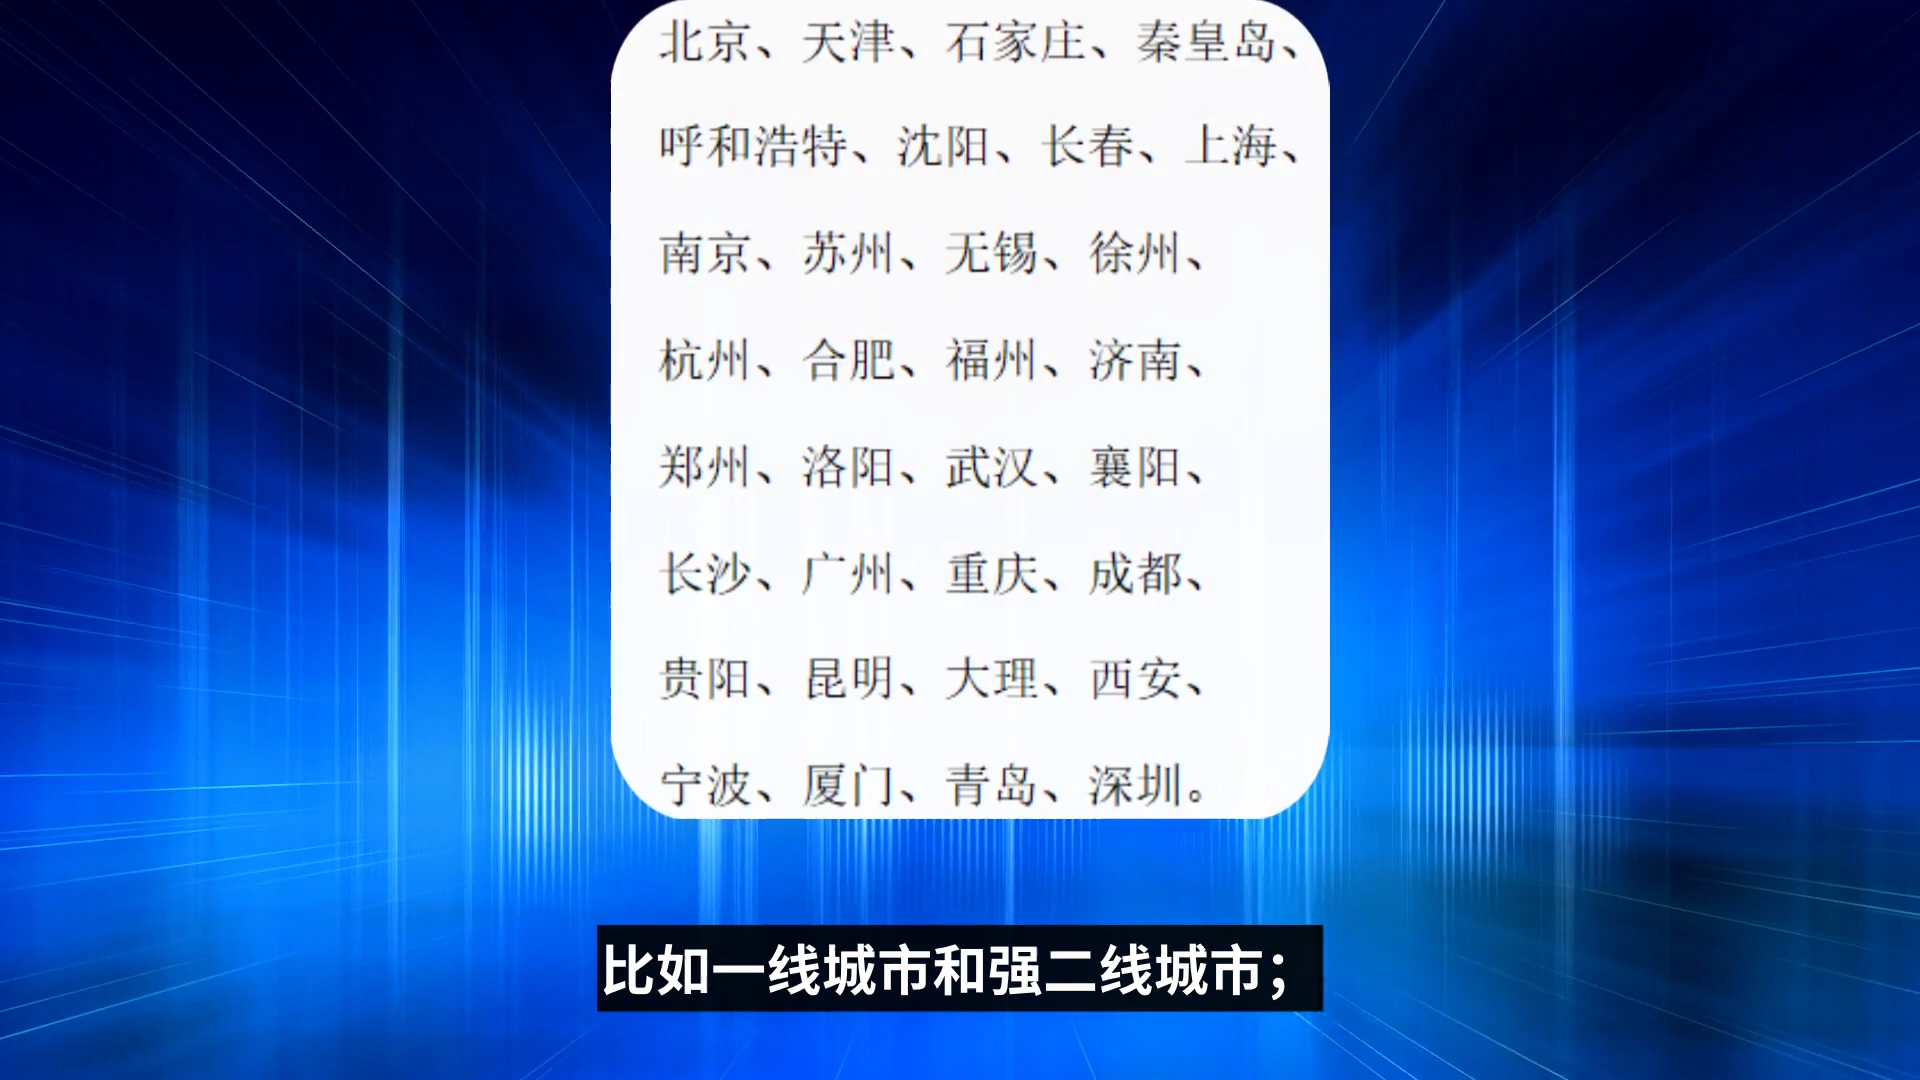 北京、天津、石家庄、秦皇岛、
呼和浩特、沈阳、长春、上海、
南京、苏州、无锡、徐州、
杭州、合肥、福州、济南、
郑州、洛阳、武汉、襄阳、
长沙、广州、重庆、成都、
贵阳、昆明、大理、西安、
宁波、厦门、青岛、深圳。
比如一线城市和强二线城市；